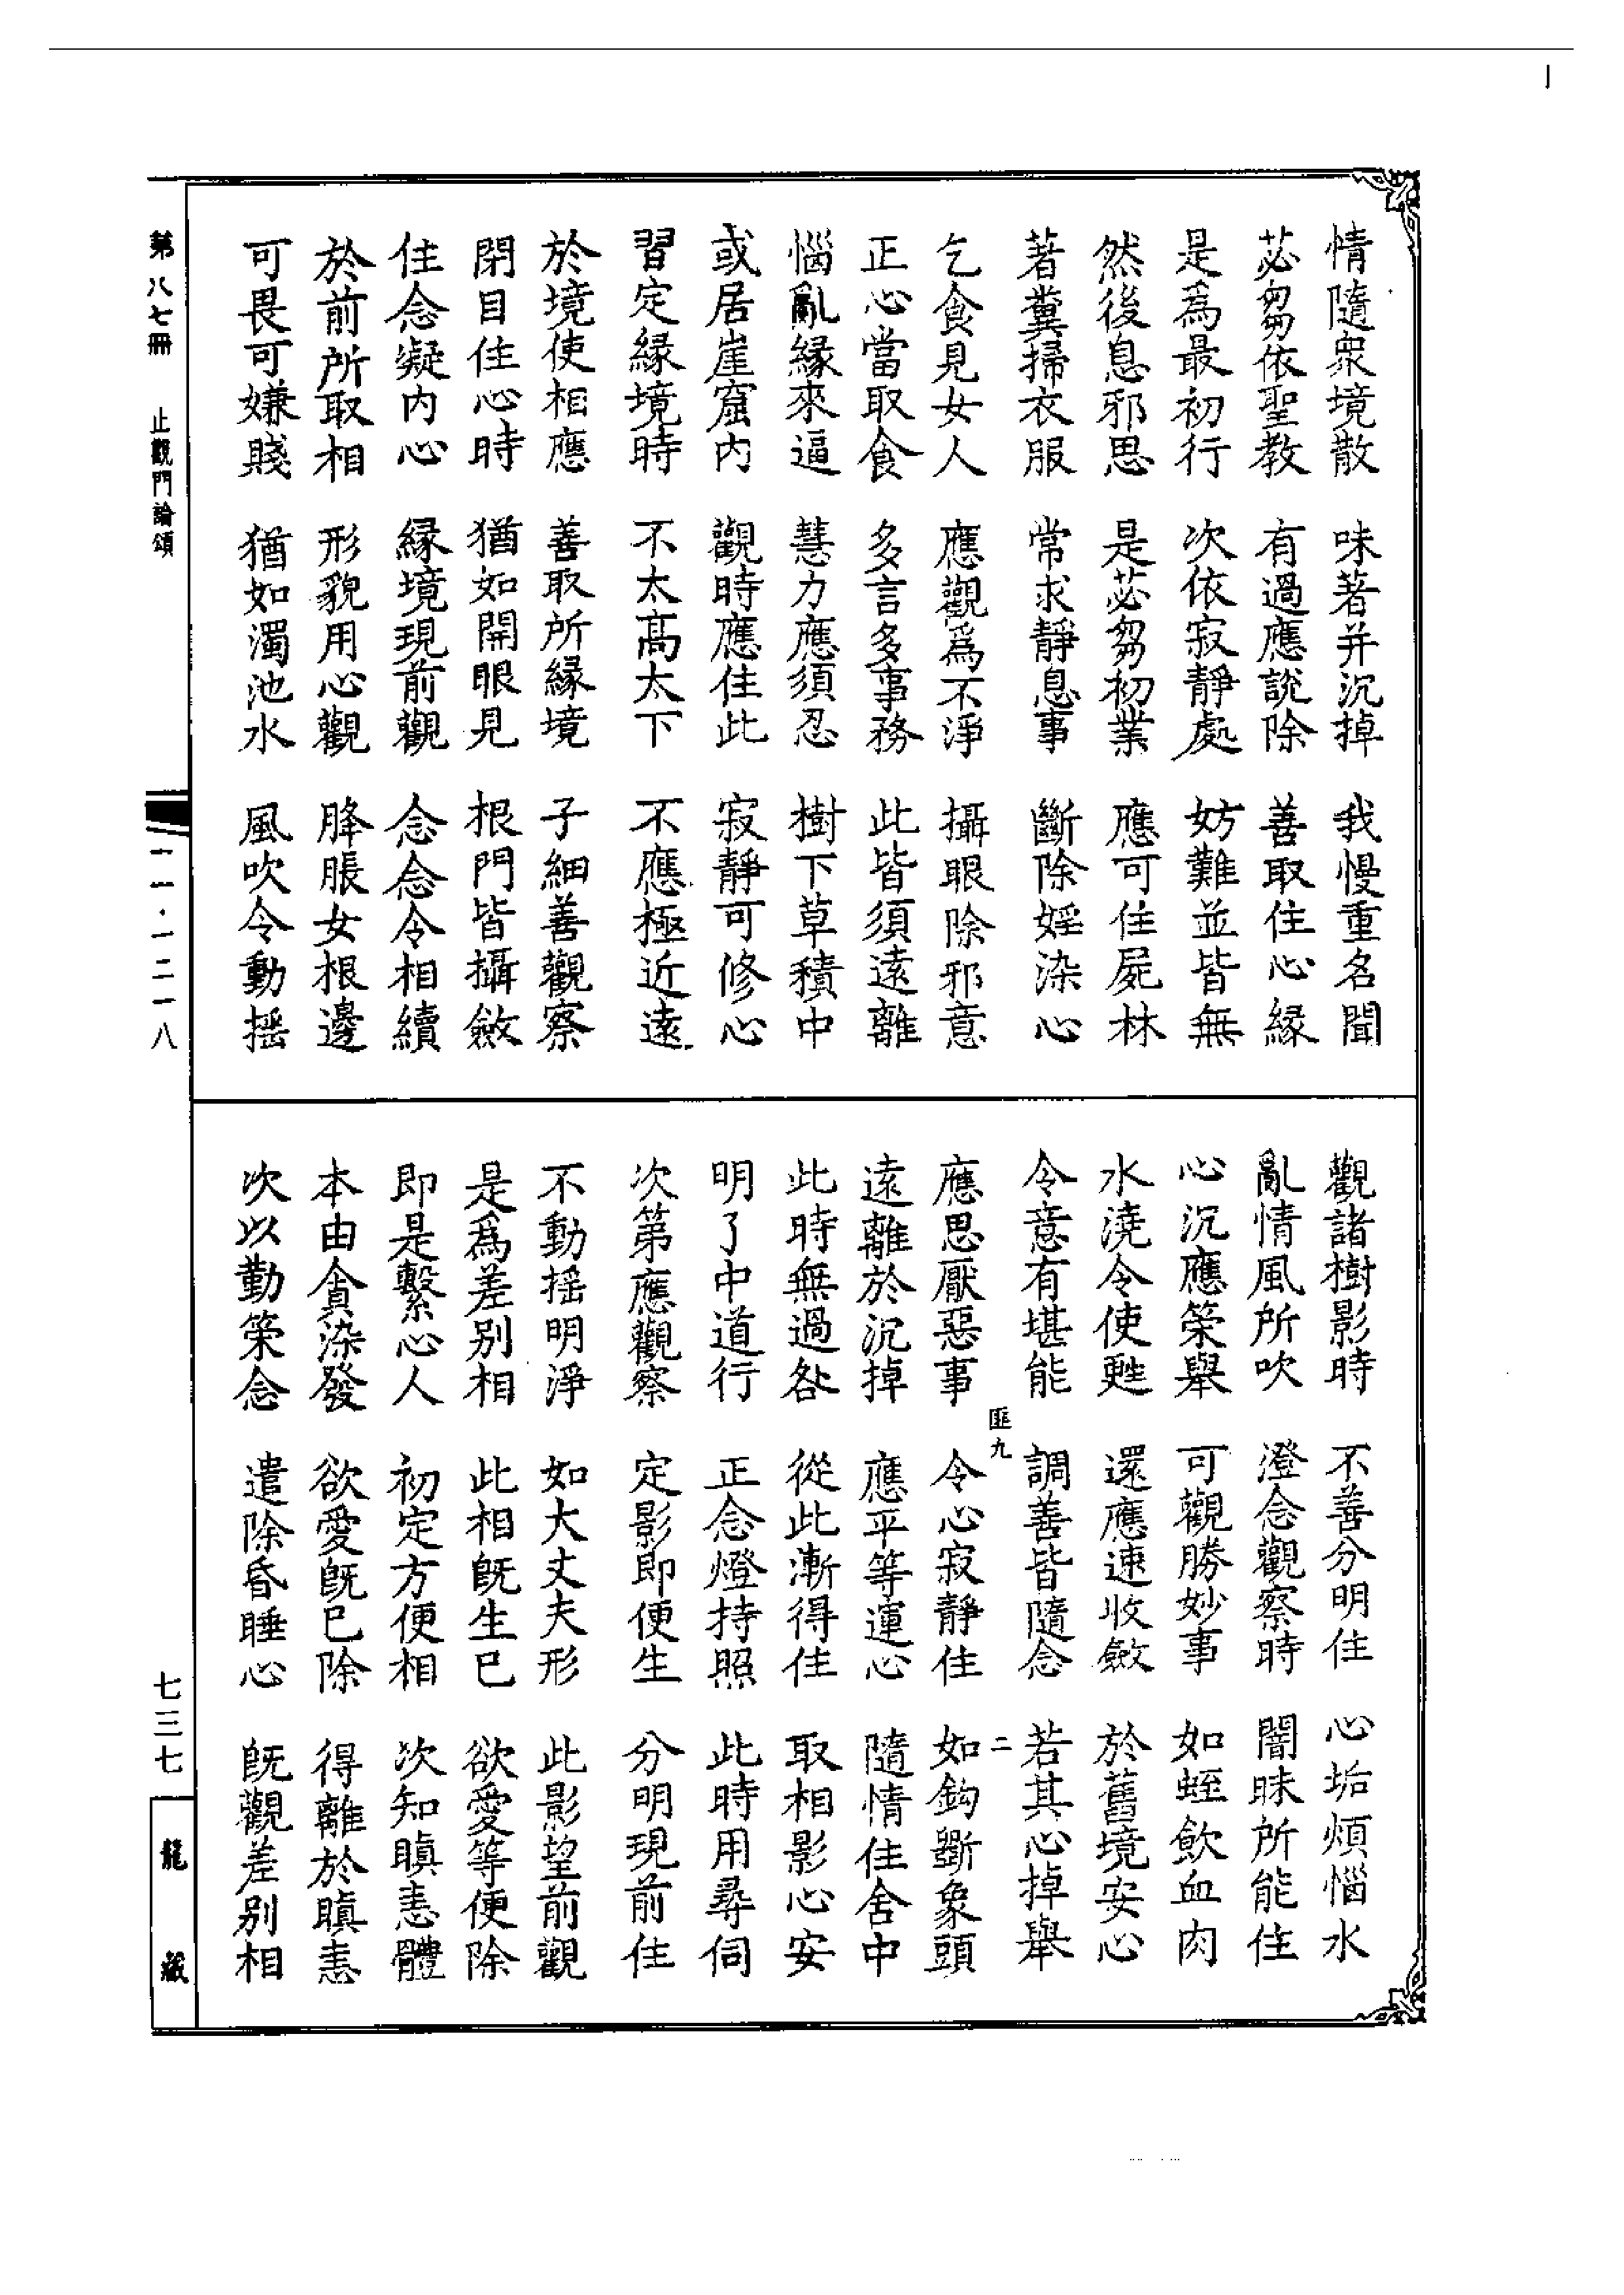 情隨衆境散　味著并沉掉　我慢重名聞
苾芻依聖教　有過應説除　善取住心緣
是爲最初行　次依寂靜處　妨難並皆無
然後息邪思　是苾芻初業　應可住屍林
著糞掃衣服　常求靜息事　斷除婬染心
乞食見女人　應觀爲不淨　攝眼除邪意
正心當取食　多言多事務　此皆須遠離
惱亂緣來逼　慧力應須忍　樹下草積中
或居崖窟内　觀時應住此　寂靜可修心
習定緣境時　不太高太下　不應極近遠
於境使相應　善取所緣境　子細善觀察
閉目住心時　猶如開眼見　根門皆攝斂
住念凝内心　緣境現前觀　念念令相續
於前所取相　形貌用心觀　胮脹女根邊
可畏可嫌賤　猶如濁池水　風吹令動摇
觀諸樹影時　不善分明住　心垢煩惱水
亂情風所吹　澄念觀察時　闇昧所能住
心沉應策舉　可觀勝妙事　如蛭飲血肉
水澆令使甦　還應速收斂　於舊境安心
令意有堪能　調善皆隨念　若其心掉舉
匪九　二
應思厭惡事　令心寂靜住　如鉤斲象頭
遠離於沉掉　應平等運心　隨情住舍中
此時無過咎　從此漸得住　取相影心安
明了中道行　正念燈持照　此時用尋伺
次第應觀察　定影即便生　分明現前住
不動摇明淨　如大丈夫形　此影望前觀
是爲差别相　此相既生已　欲愛等便除
即是繫心人　初定方便相　次知瞋恚體
本由貪染發　欲愛既已除　得離於瞋恚
次以勤策念　遣除昏睡心　既觀差别相
第八七冊　止觀門論頌
一一一·一二一八
七三七
龍藏